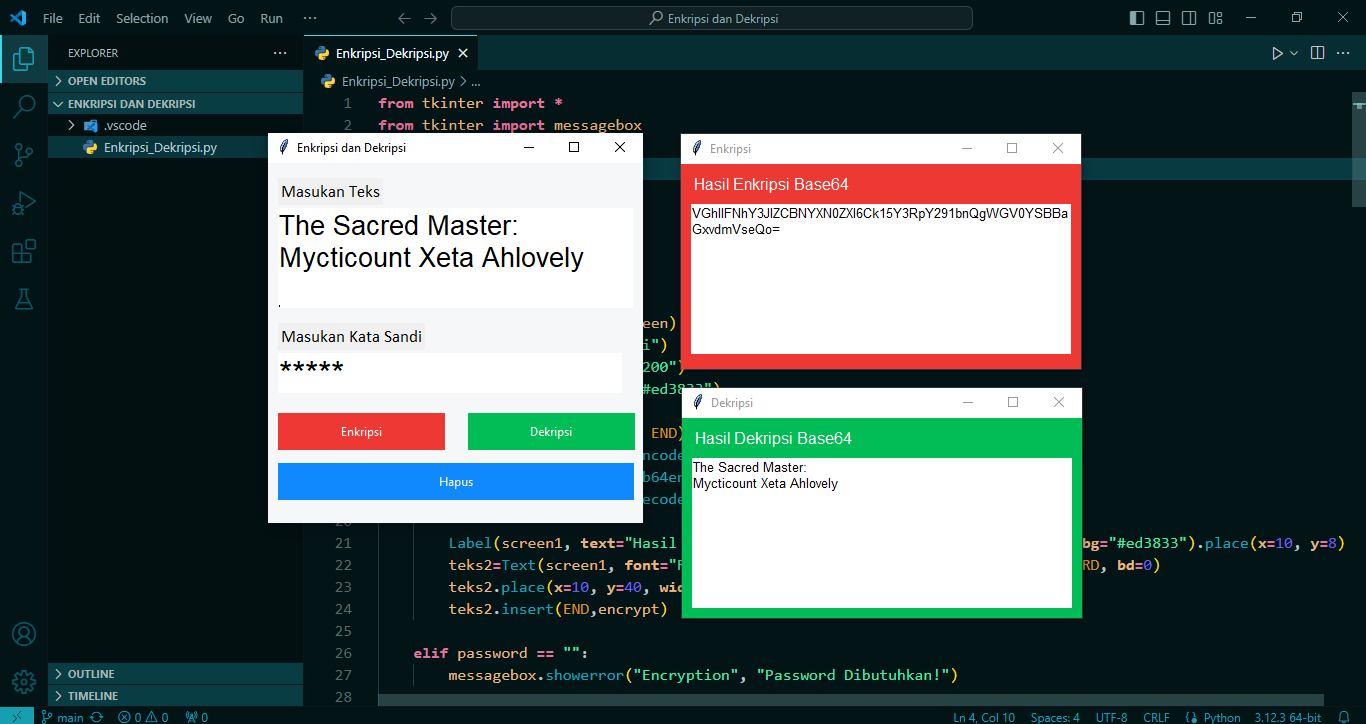 File Edit Selection View Go Run ··· Enkripsi dan Dekripsi
EXPLORER ···
OPEN EDITORS
ENKRIPSI DAN DEKRIPSI
.vscode
Enkripsi_Dekripsi.py
OUTLINE
TIMELINE
Enkripsi_Dekripsi.py
Enkripsi_Dekripsi.py > ...
1 from tkinter import *
2 from tkinter import messagebox
Enkripsi dan Dekripsi
Masukan Teks
The Sacred Master:
Mycticount Xeta Ahlovely
Masukan Kata Sandi
*****
Enkripsi Dekripsi
Hapus
Enkripsi
Hasil Enkripsi Base64
VGhlIFNhY3JlZCBNYXN0ZXI6Ck15Y3RpY291bnQgWGV0YSBBa
GxvdmVseQo=
Dekripsi
Hasil Dekripsi Base64
The Sacred Master:
Mycticount Xeta Ahlovely
een)
i")
200")
#ed3833")
END)
ncode
b64en
ecode
21 Label(screen1, text="Hasil bg="#ed3833").place(x=10, y=8)
22 teks2=Text(screen1, font="R RD, bd=0)
23 teks2.place(x=10, y=40, wid
24 teks2.insert(END,encrypt)
25
26 elif password == "":
27 messagebox.showerror("Encryption", "Password Dibutuhkan!")
28
main 0 0 0 Ln 4, Col 10 Spaces: 4 UTF-8 CRLF Python 3.12.3 64-bit